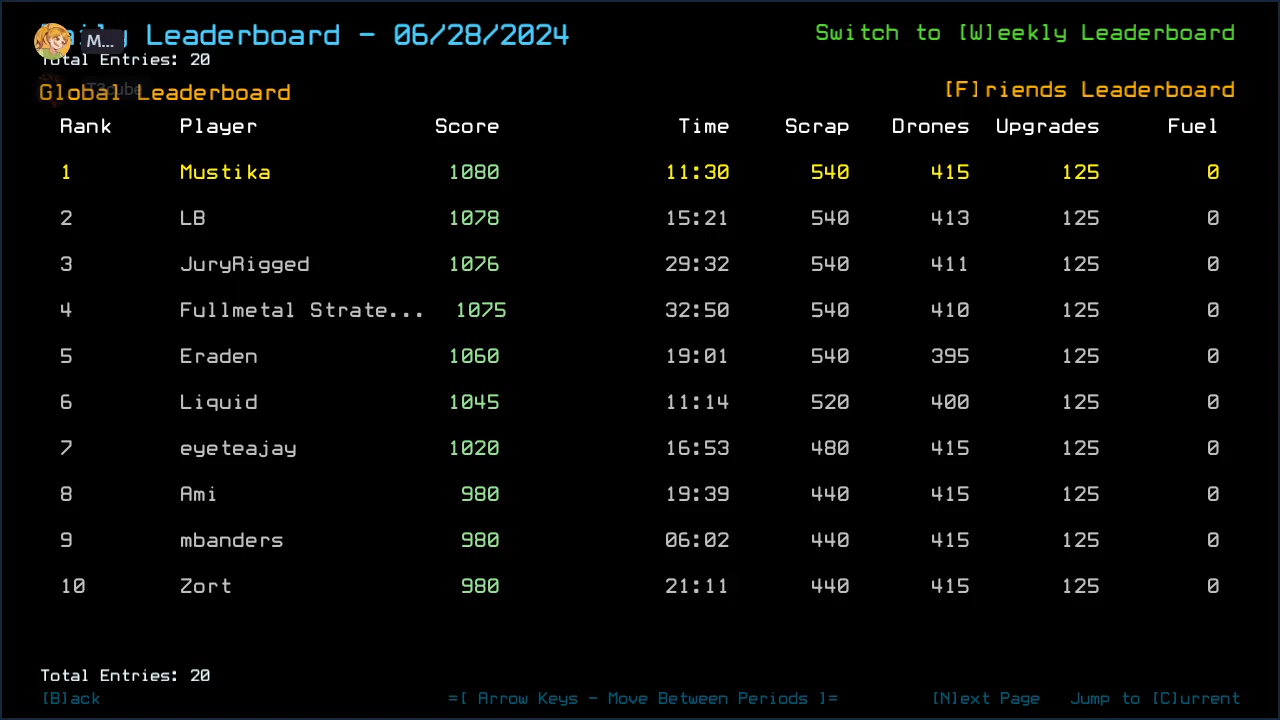 Daily Leaderboard - 06/28/2024 Switch to [W]eekly Leaderboard
M...
Total Entries: 20
T3cube
Global Leaderboard [F]riends Leaderboard
Rank Player Score Time Scrap Drones Upgrades Fuel
1 Mustika 1080 11:30 540 415 125 0
2 LB 1078 15:21 540 413 125 0
3 JuryRigged 1076 29:32 540 411 125 0
4 Fullmetal Strate... 1075 32:50 540 410 125 0
5 Eraden 1060 19:01 540 395 125 0
6 Liquid 1045 11:14 520 400 125 0
7 eyeteajay 1020 16:53 480 415 125 0
8 Ami 980 19:39 440 415 125 0
9 mbanders 980 06:02 440 415 125 0
10 Zort 980 21:11 440 415 125 0
Total Entries: 20
[B]ack =[ Arrow Keys - Move Between Periods ]= [N]ext Page Jump to [C]urrent